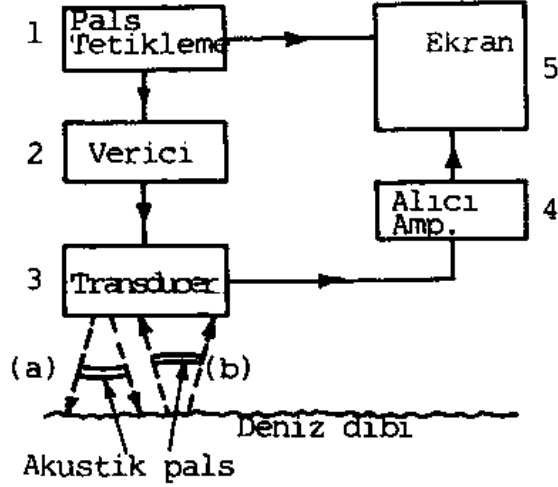 1
Pals
Tetikleme
Ekran
5
2
Verici
Alıcı
Amp.
4
3
Transducer
(a)
(b)
Deniz dibi
Akustik pals